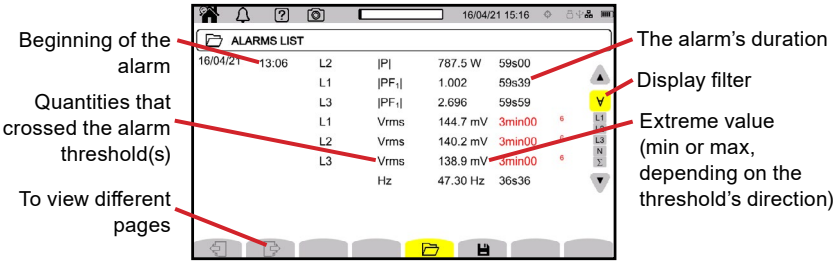 16/04/21 15:16
ALARMS LIST
16/04/21 13:06 L2 |P| 787.5 W 59s00
L1 |PF₁| 1.002 59s39
L3 |PF₁| 2.696 59s59
L1 Vrms 144.7 mV 3min00 6
L2 Vrms 140.2 mV 3min00 6
L3 Vrms 138.9 mV 3min00 6
Hz 47.30 Hz 36s36
∀
L1
L2
L3
N
Σ
Beginning of the
alarm
Quantities that
crossed the alarm
threshold(s)
To view different
pages
The alarm's duration
Display filter
Extreme value
(min or max,
depending on the
threshold's direction)